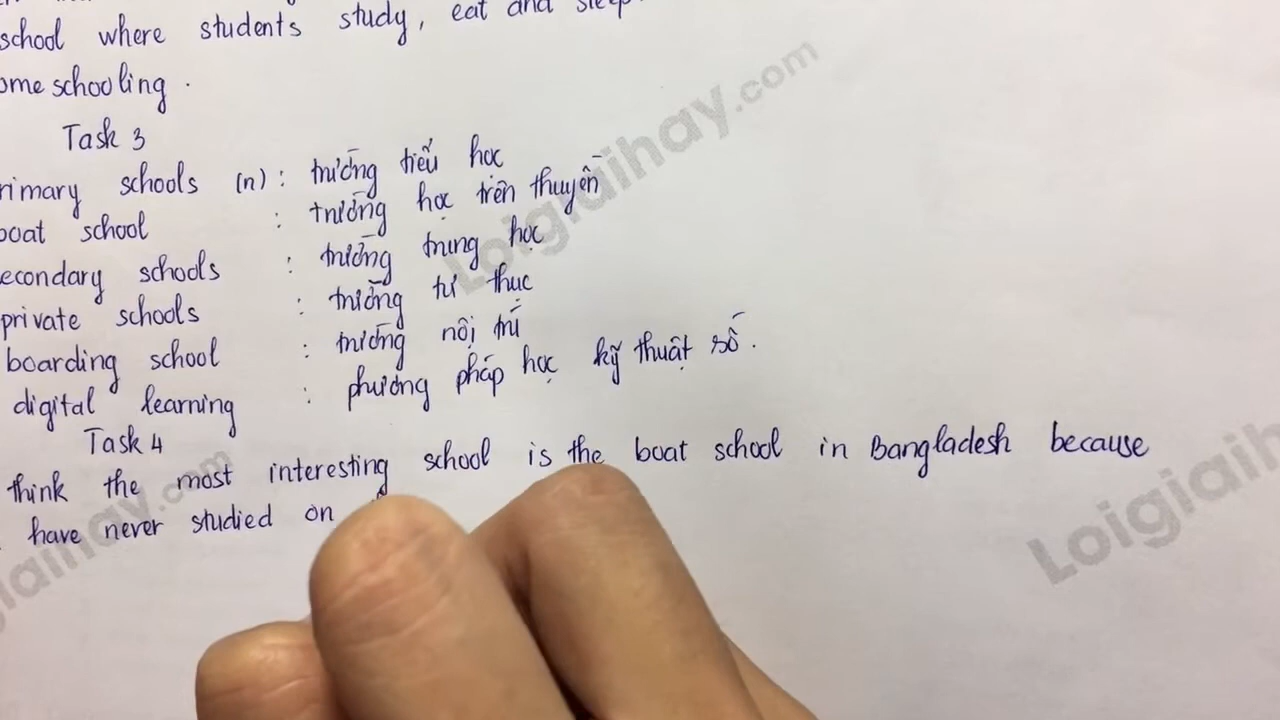 school where students study, eat and sleep.
ome schooling.
Task 3
rimary schools (n): trường tiểu học
boat school : trường học trên thuyền
econdary schools : trường trung học
private schools : trường tư thục
boarding school : trường nội trú
digital learning : phương pháp học kỹ thuật số.
Task 4
think the most interesting school is the boat school in Bangladesh because
have never studied on
Loigiaihay.com